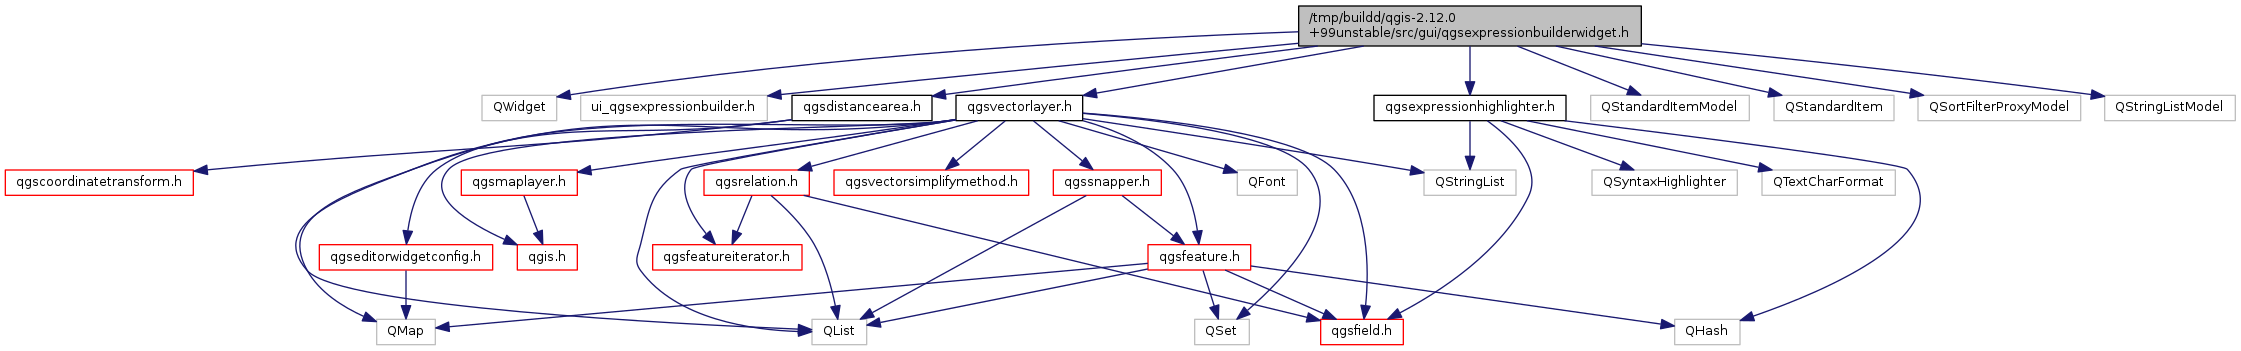 /tmp/buildd/qgis-2.12.0
+99unstable/src/gui/qgsexpressionbuilderwidget.h
QWidget
ui_qgsexpressionbuilder.h
qgsdistancearea.h
qgsvectorlayer.h
qgsexpressionhighlighter.h
QStandardItemModel
QStandardItem
QSortFilterProxyModel
QStringListModel
qgscoordinatetransform.h
qgsmaplayer.h
qgsrelation.h
qgsvectorsimplifymethod.h
qgssnapper.h
QFont
QStringList
QSyntaxHighlighter
QTextCharFormat
qgseditorwidgetconfig.h
qgis.h
qgsfeatureiterator.h
qgsfeature.h
QMap
QList
QSet
qgsfield.h
QHash